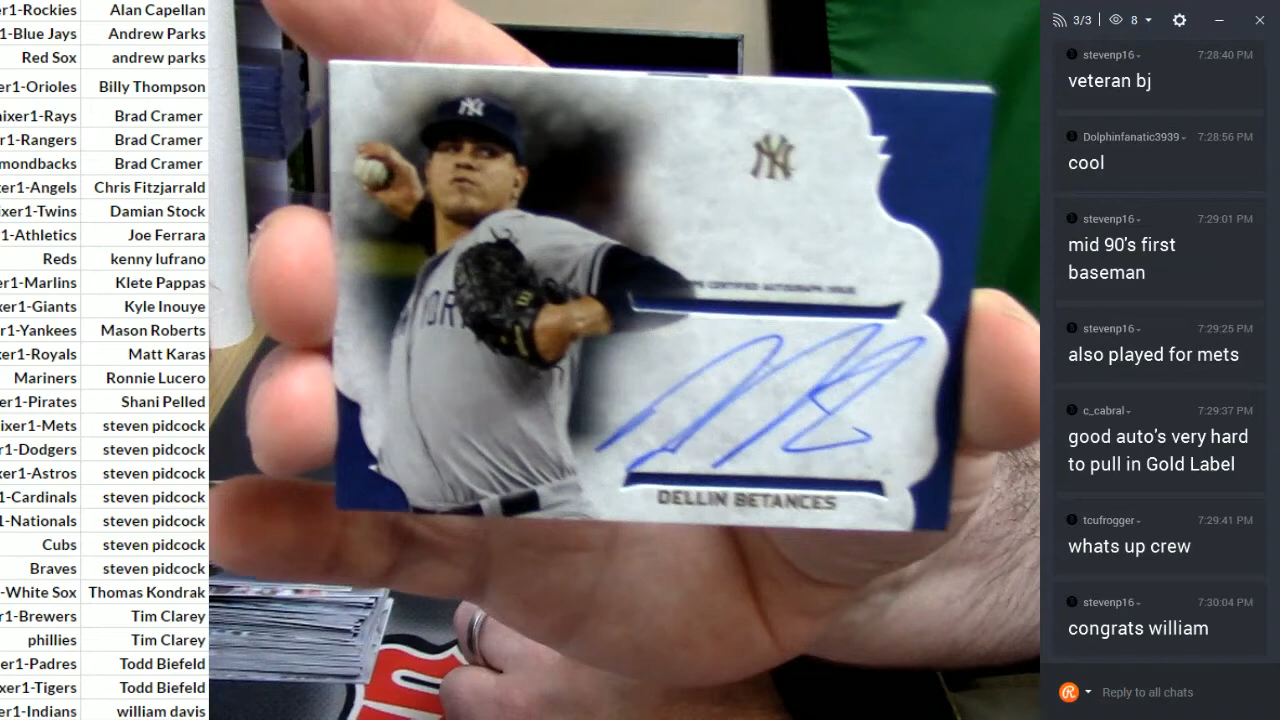 er1-Rockies Alan Capellan
1-Blue Jays Andrew Parks
Red Sox andrew parks
er1-Orioles Billy Thompson
ixer1-Rays Brad Cramer
r1-Rangers Brad Cramer
mondbacks Brad Cramer
xer1-Angels Chris Fitzjarrald
ixer1-Twins Damian Stock
1-Athletics Joe Ferrara
Reds kenny lufrano
er1-Marlins Klete Pappas
xer1-Giants Kyle Inouye
r1-Yankees Mason Roberts
er1-Royals Matt Karas
Mariners Ronnie Lucero
er1-Pirates Shani Pelled
ixer1-Mets steven pidcock
er1-Dodgers steven pidcock
xer1-Astros steven pidcock
1-Cardinals steven pidcock
1-Nationals steven pidcock
Cubs steven pidcock
Braves steven pidcock
-White Sox Thomas Kondrak
r1-Brewers Tim Clarey
phillies Tim Clarey
er1-Padres Todd Biefeld
xer1-Tigers Todd Biefeld
er1-Indians william davis
NY
NY
CERTIFIED AUTOGRAPH ISSUE
DELLIN BETANCES
3/3 8
stevenp16 7:28:40 PM
veteran bj
Dolphinfanatic3939 7:28:56 PM
cool
stevenp16 7:29:01 PM
mid 90's first
baseman
stevenp16 7:29:25 PM
also played for mets
c_cabral 7:29:37 PM
good auto's very hard
to pull in Gold Label
tcufrogger 7:29:41 PM
whats up crew
stevenp16 7:30:04 PM
congrats william
Reply to all chats